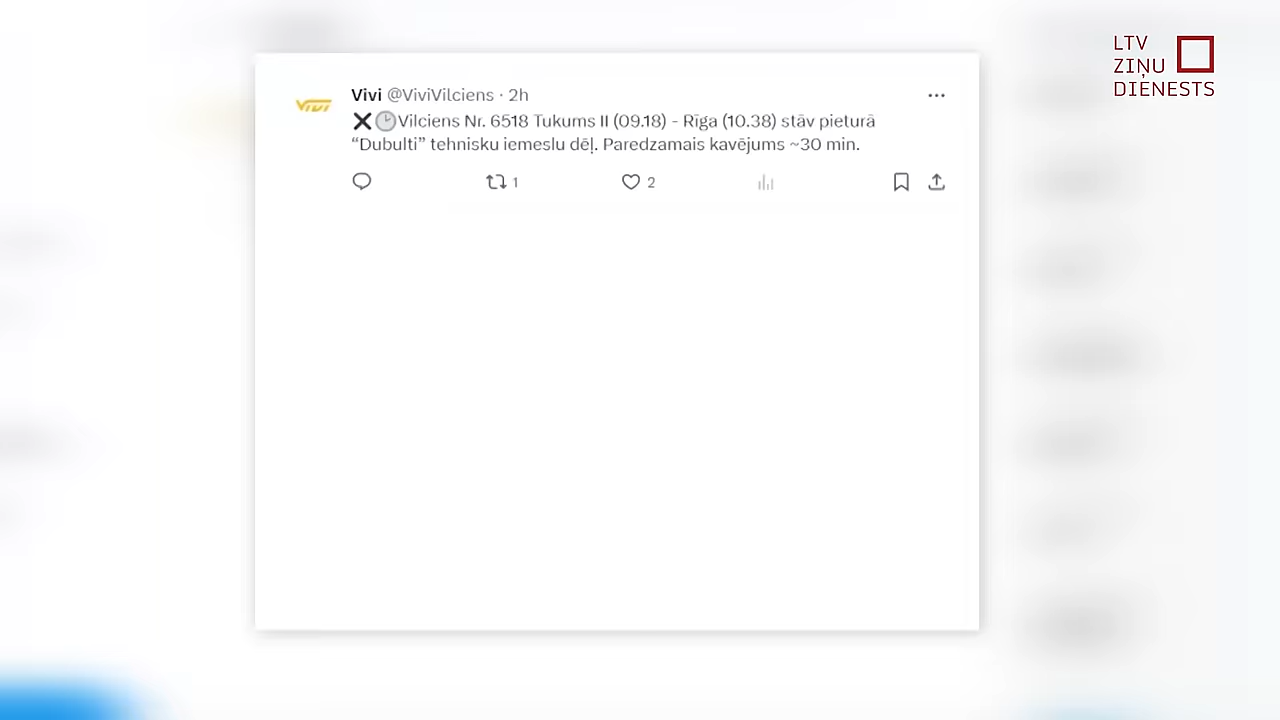 LTV
ZIŅU
DIENESTS
vivi
Vivi @ViviVilciens · 2h
❌🕑Vilciens Nr. 6518 Tukums II (09.18) - Rīga (10.38) stāv pieturā
“Dubulti” tehnisku iemeslu dēļ. Paredzamais kavējums ~30 min.
1 2